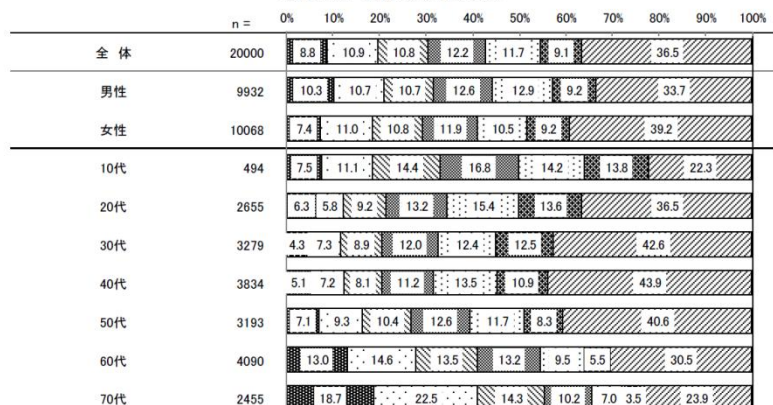 n = 0% 10% 20% 30% 40% 50% 60% 70% 80% 90% 100%
全 体 20000 8.8 10.9 10.8 12.2 11.7 9.1 36.5
男性 9932 10.3 10.7 10.7 12.6 12.9 9.2 33.7
女性 10068 7.4 11.0 10.8 11.9 10.5 9.2 39.2
10代 494 7.5 11.1 14.4 16.8 14.2 13.8 22.3
20代 2655 6.3 5.8 9.2 13.2 15.4 13.6 36.5
30代 3279 4.3 7.3 8.9 12.0 12.4 12.5 42.6
40代 3834 5.1 7.2 8.1 11.2 13.5 10.9 43.9
50代 3193 7.1 9.3 10.4 12.6 11.7 8.3 40.6
60代 4090 13.0 14.6 13.5 13.2 9.5 5.5 30.5
70代 2455 18.7 22.5 14.3 10.2 7.0 3.5 23.9